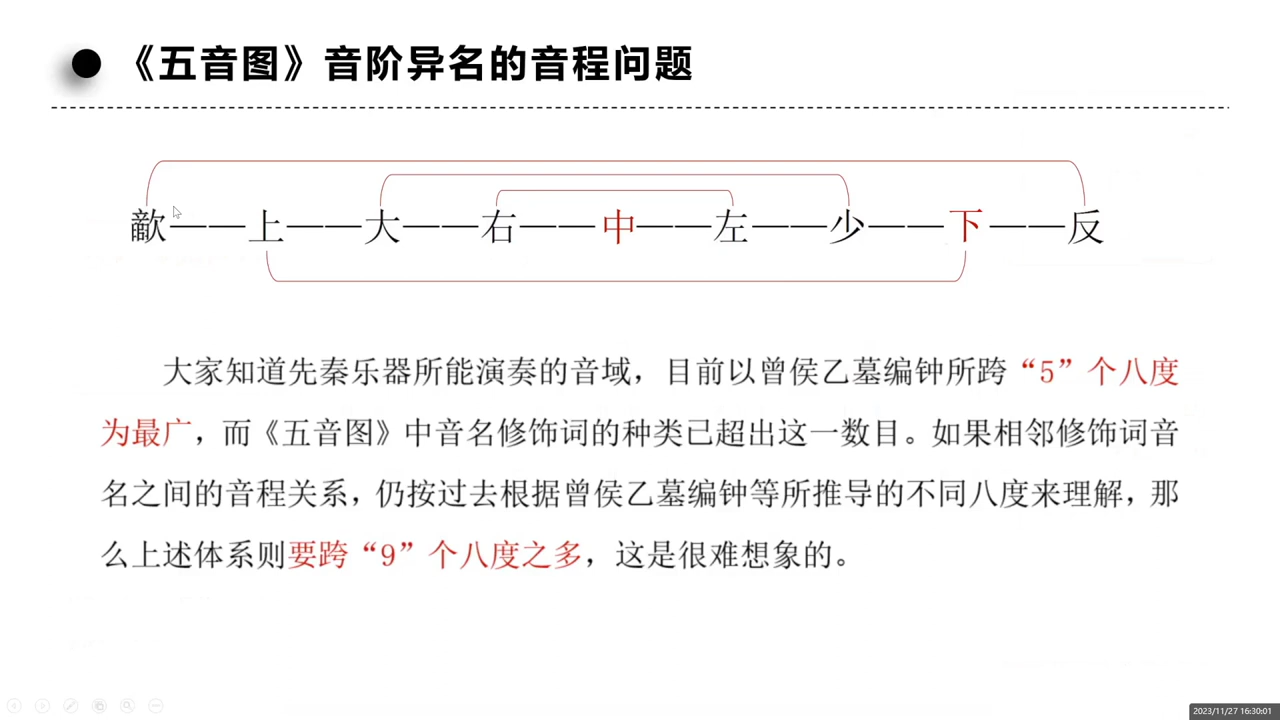 《五音图》音阶异名的音程问题
歖——上——大——右——中——左——少——下——反
大家知道先秦乐器所能演奏的音域，目前以曾侯乙墓编钟所跨“5”个八度
为最广，而《五音图》中音名修饰词的种类已超出这一数目。如果相邻修饰词音
名之间的音程关系，仍按过去根据曾侯乙墓编钟等所推导的不同八度来理解，那
么上述体系则要跨“9”个八度之多，这是很难想象的。
2023/11/27 16:30:01